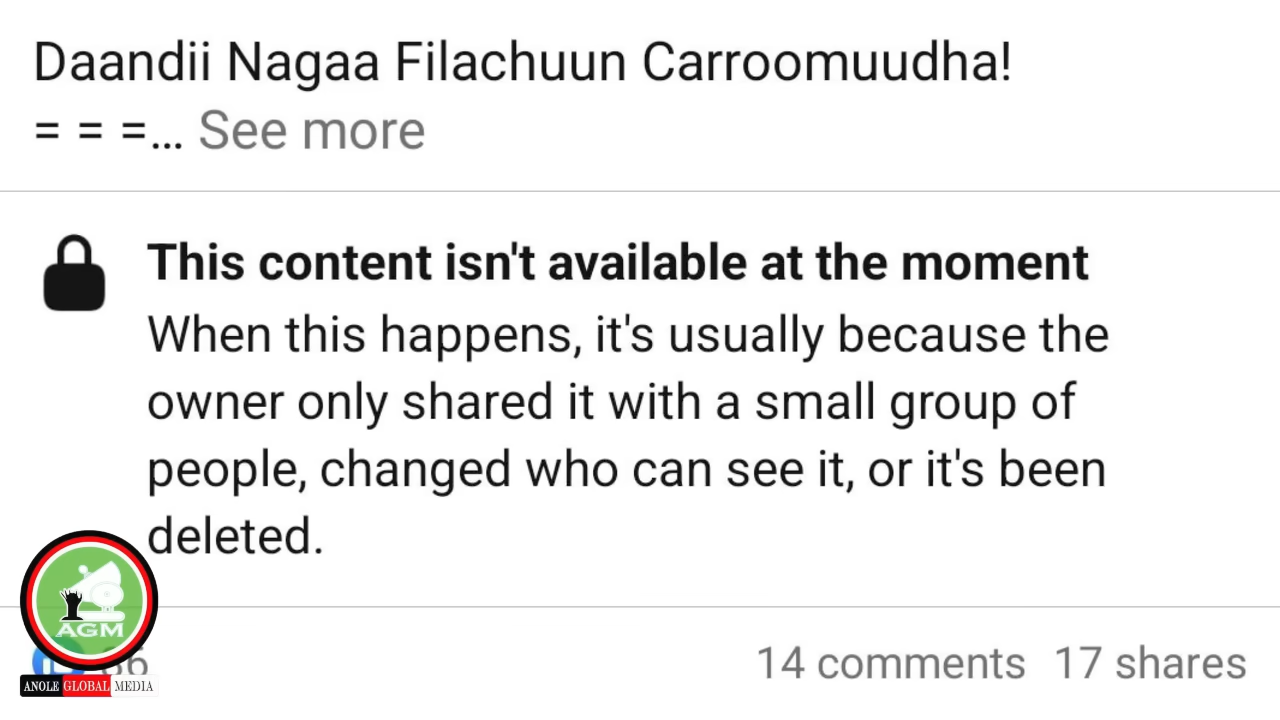 Daandii Nagaa Filachuun Carroomuudha!
= = =... See more
This content isn't available at the moment
When this happens, it's usually because the
owner only shared it with a small group of
people, changed who can see it, or it's been
deleted.
AGM
ANOLE GLOBAL MEDIA
14 comments 17 shares